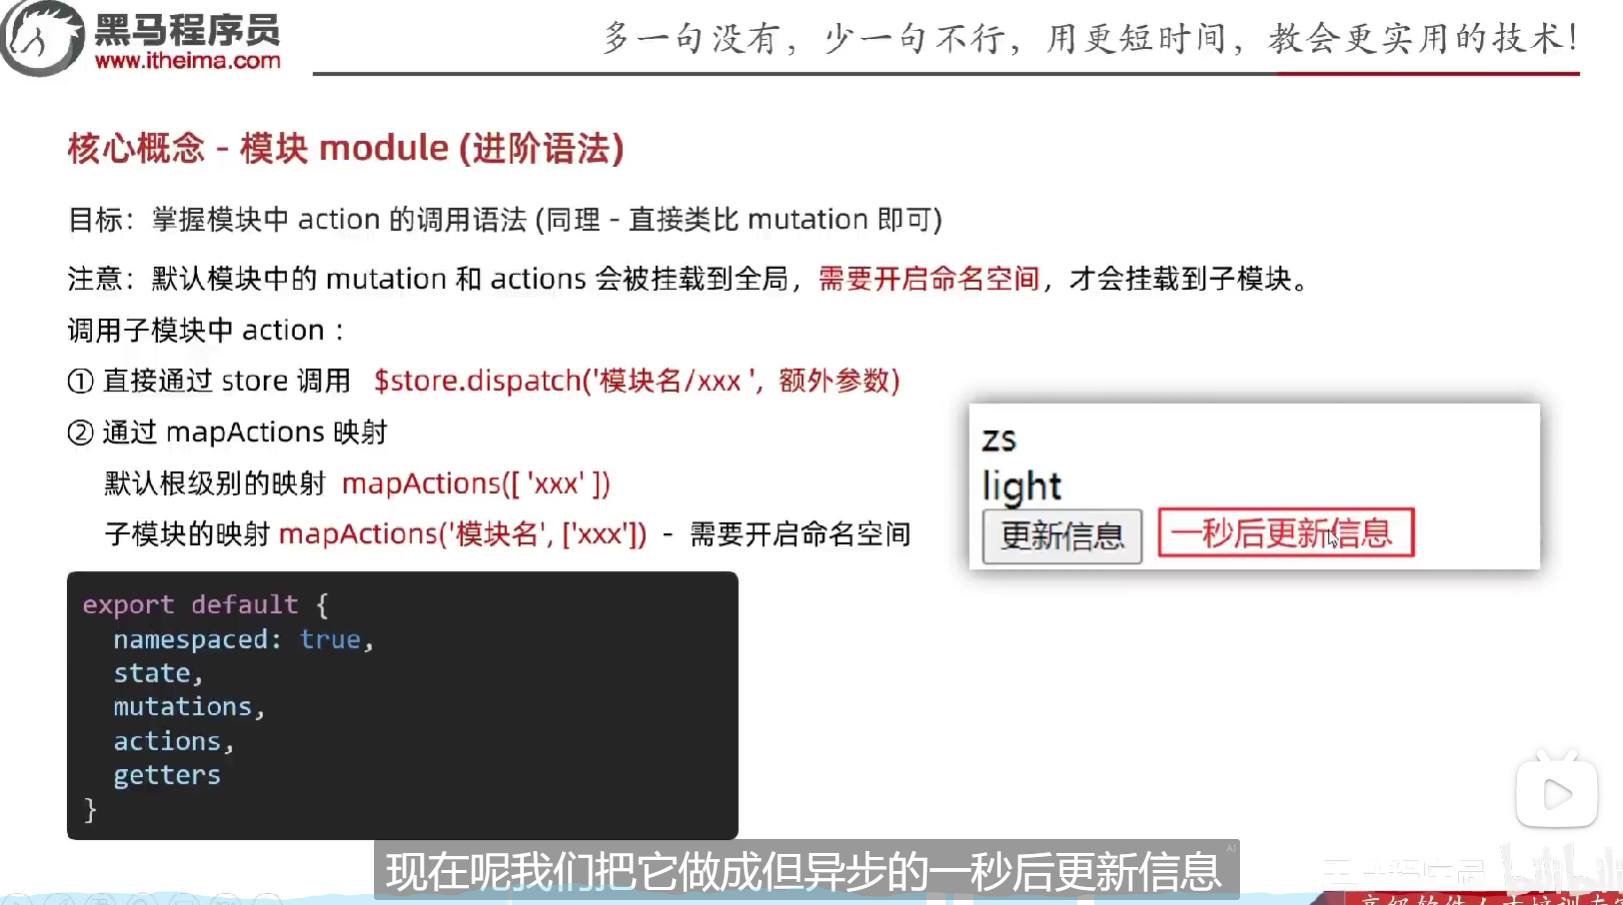 黑马程序员
www.itheima.com
多一句没有，少一句不行，用更短时间，教会更实用的技术！
核心概念 - 模块 module (进阶语法)
目标：掌握模块中 action 的调用语法 (同理 - 直接类比 mutation 即可)
注意：默认模块中的 mutation 和 actions 会被挂载到全局，需要开启命名空间，才会挂载到子模块。
调用子模块中 action ：
① 直接通过 store 调用 $store.dispatch('模块名/xxx ', 额外参数)
② 通过 mapActions 映射
默认根级别的映射 mapActions([ 'xxx' ])
子模块的映射 mapActions('模块名', ['xxx']) - 需要开启命名空间
zs
light
更新信息 一秒后更新信息
export default {
namespaced: true,
state,
mutations,
actions,
getters
}
现在呢我们把它做成但异步的一秒后更新信息
AI